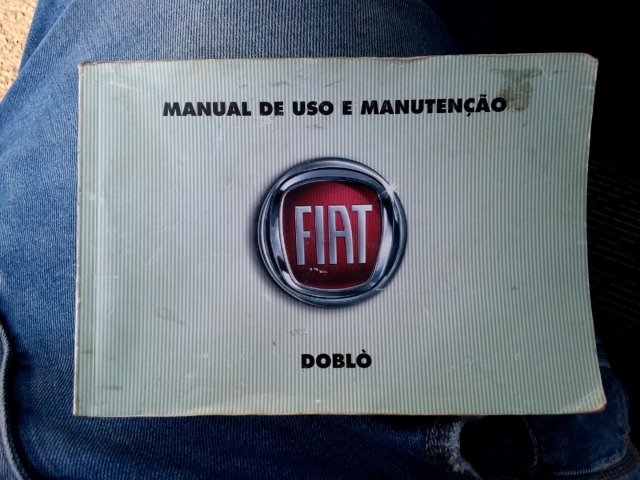 MANUAL DE USO E MANUTENÇÃO
FIAT
DOBLÒ